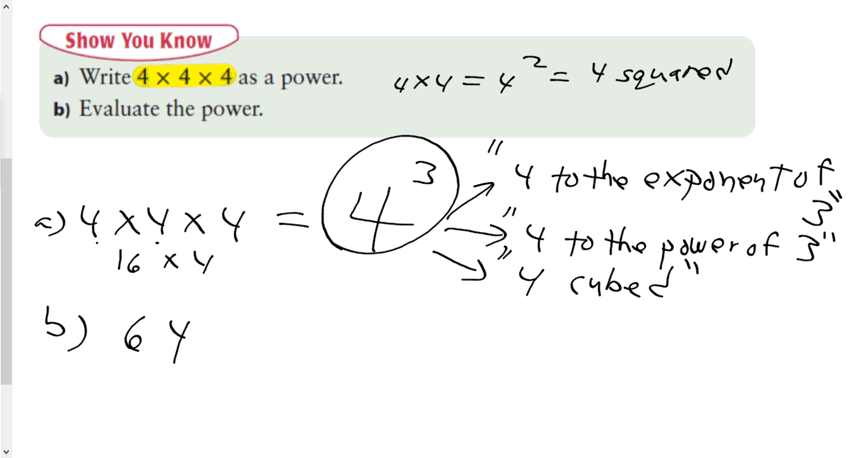 Show You Know
a) Write 4 × 4 × 4 as a power.
4×4 = 4² = 4 squared
b) Evaluate the power.
a) 4 × 4 × 4 = 4³
16 × 4
"4 to the exponent of 3"
"4 to the power of 3"
"4 cubed"
b) 64